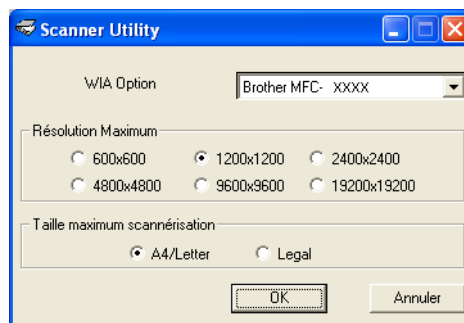 Scanner Utility
WIA Option Brother MFC- XXXX
Résolution Maximum
600x600 1200x1200 2400x2400
4800x4800 9600x9600 19200x19200
Taille maximum scannérisation
A4/Letter Legal
OK Annuler